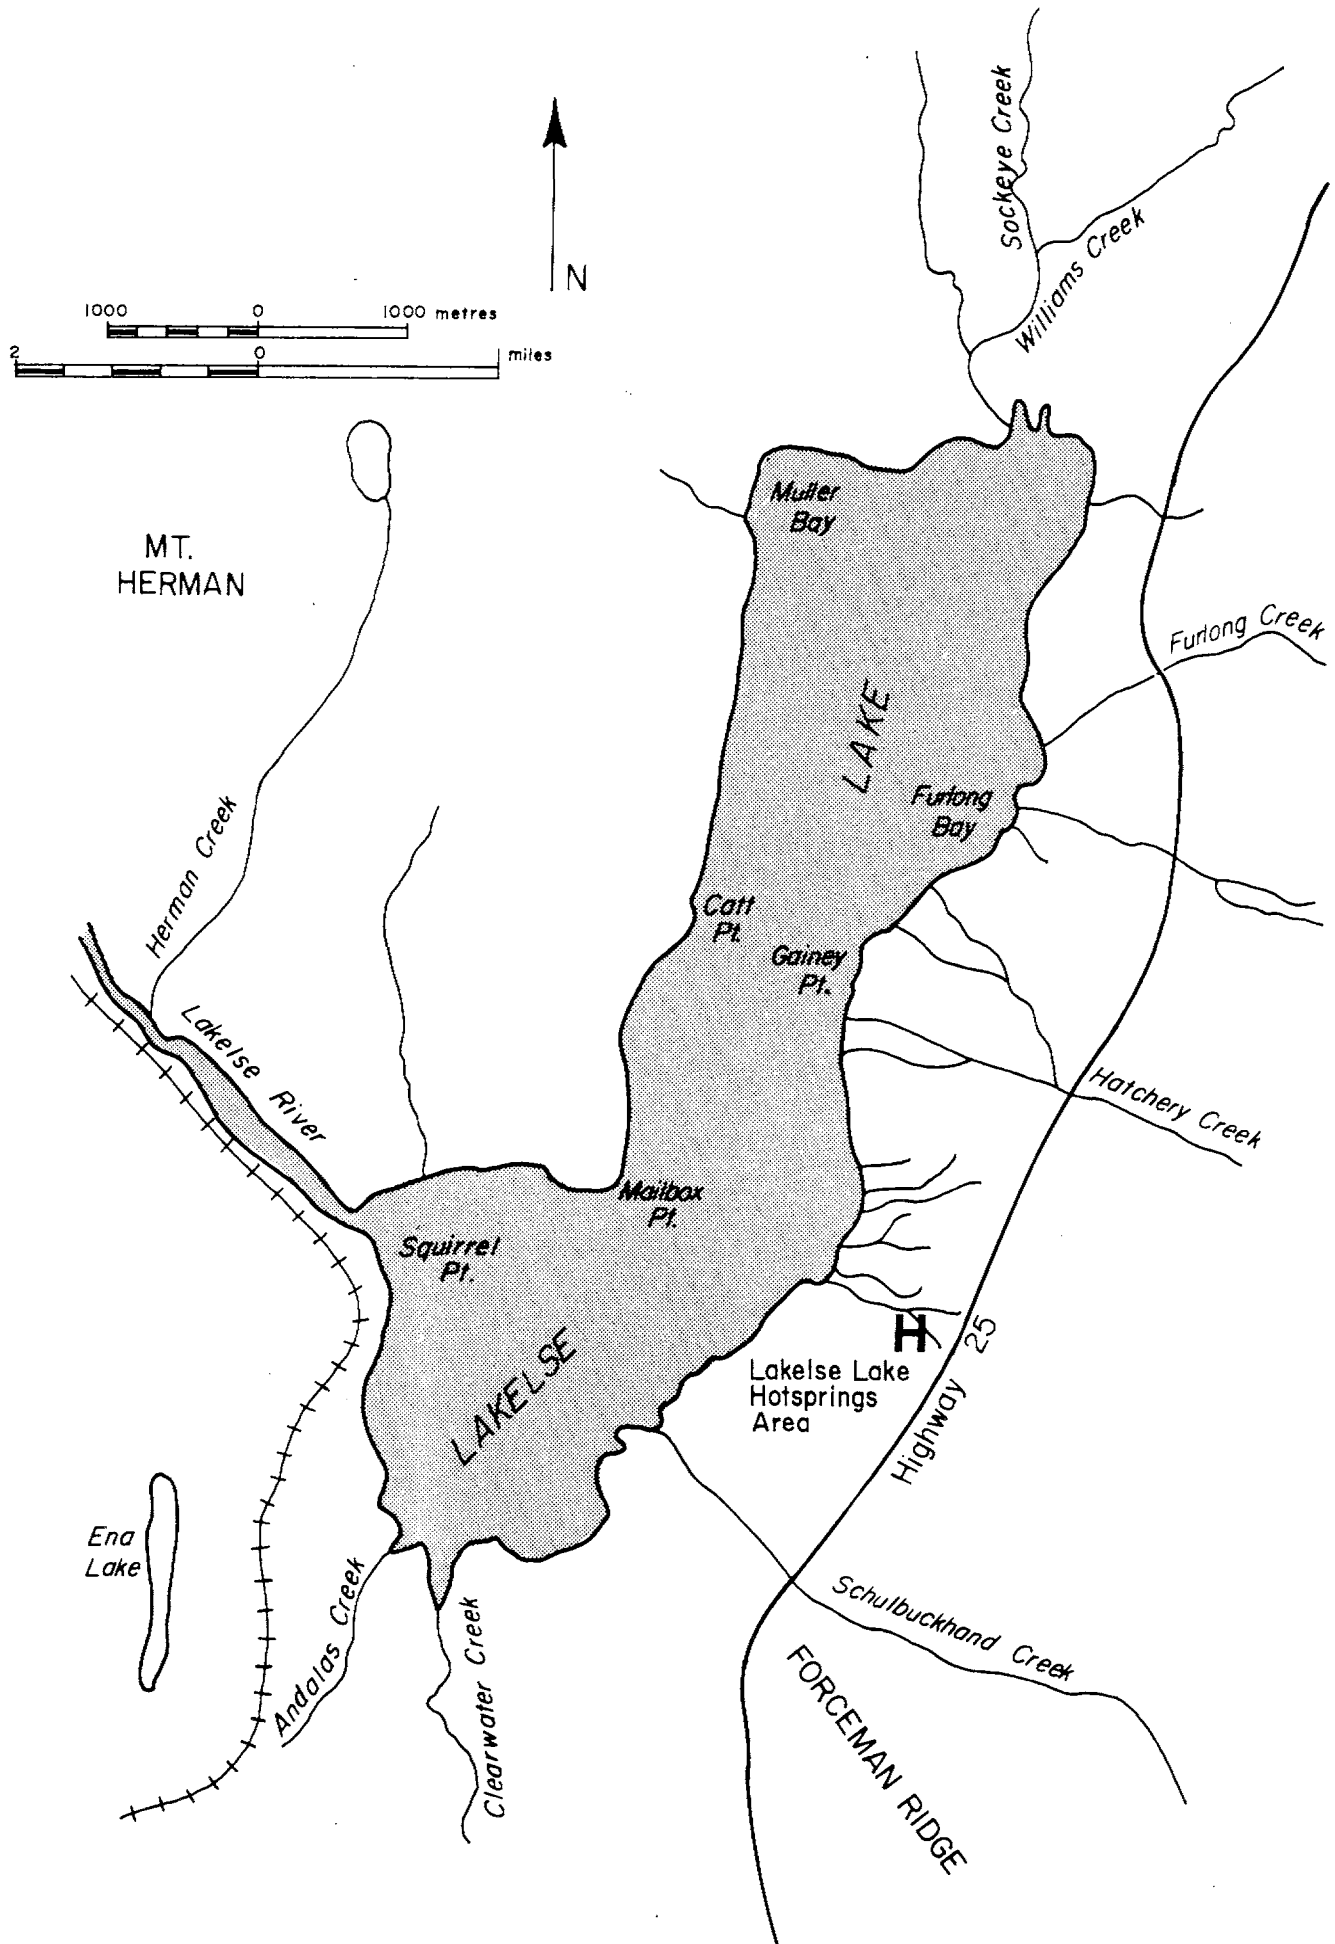 Sockeye Creek
Williams Creek
N
1000 0 1000 metres
2 0 miles
MT.
HERMAN
Muller
Bay
Furlong Creek
LAKE
Furlong
Bay
Herman Creek
Catt
Pt.
Gainey
Pt.
Lakelse River
Hatchery Creek
Mailbox
Pt.
Squirrel
Pt.
H
Lakelse Lake
Hotsprings
Area
Highway 25
LAKELSE
Ena
Lake
Andalas Creek
Clearwater Creek
Schulbuckhand Creek
FORCEMAN RIDGE